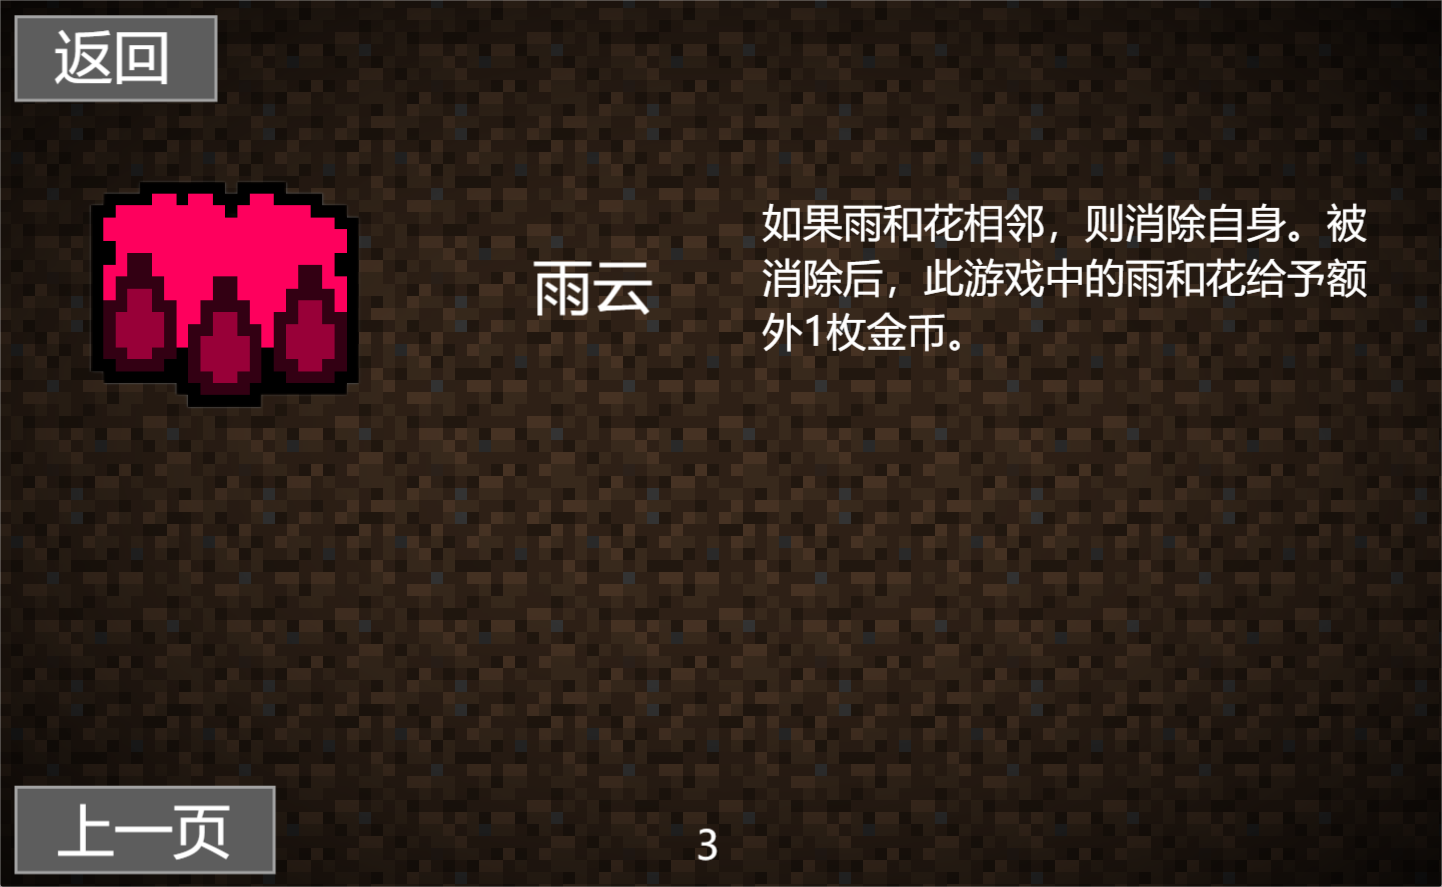 返回
雨云
如果雨和花相邻，则消除自身。被
消除后，此游戏中的雨和花给予额
外1枚金币。
上一页
3